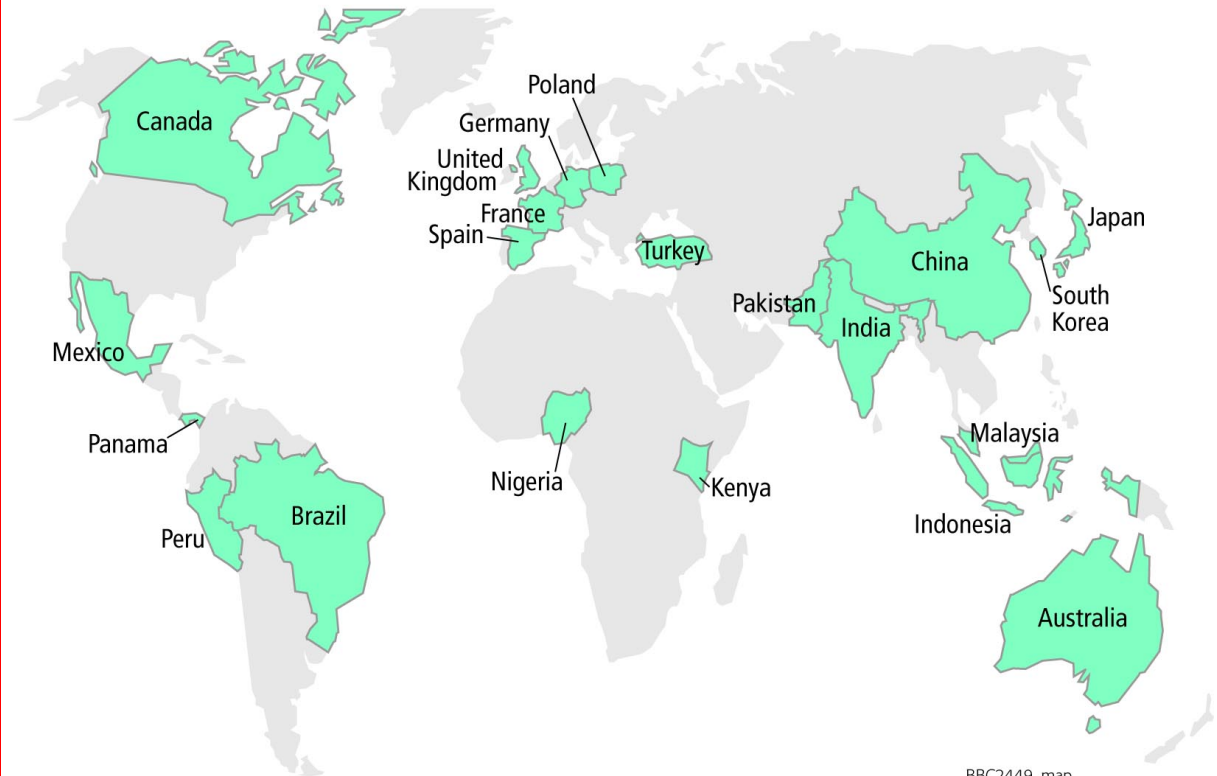 Poland
Germany
Canada
United
Kingdom
France
Spain
Japan
Turkey
China
Pakistan
South
Korea
India
Mexico
Panama
Malaysia
Nigeria
Kenya
Brazil
Indonesia
Peru
Australia
BBC2449_map